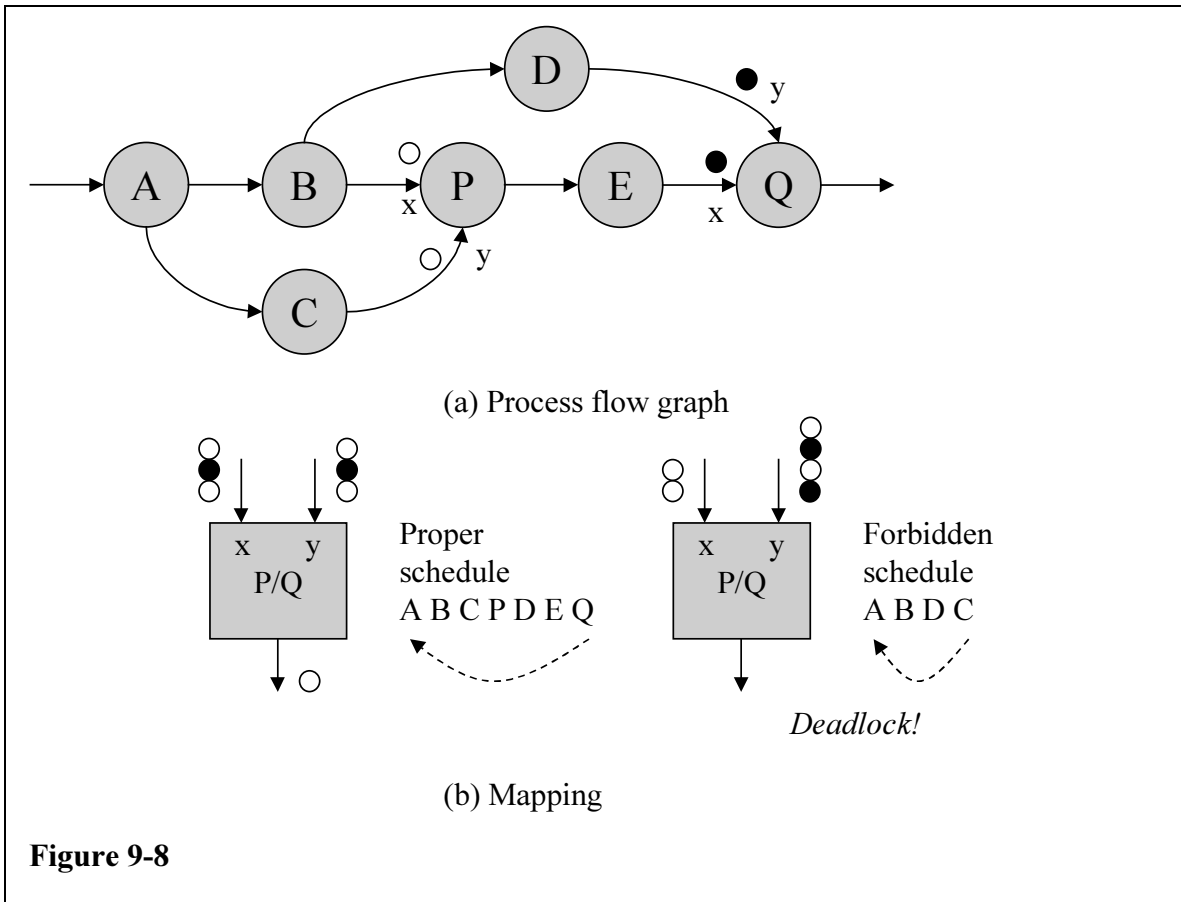 D
y
A
B
P
E
Q
x
x
y
C
(a) Process flow graph
x y
P/Q
Proper
schedule
A B C P D E Q
x y
P/Q
Forbidden
schedule
A B D C
Deadlock!
(b) Mapping
Figure 9-8